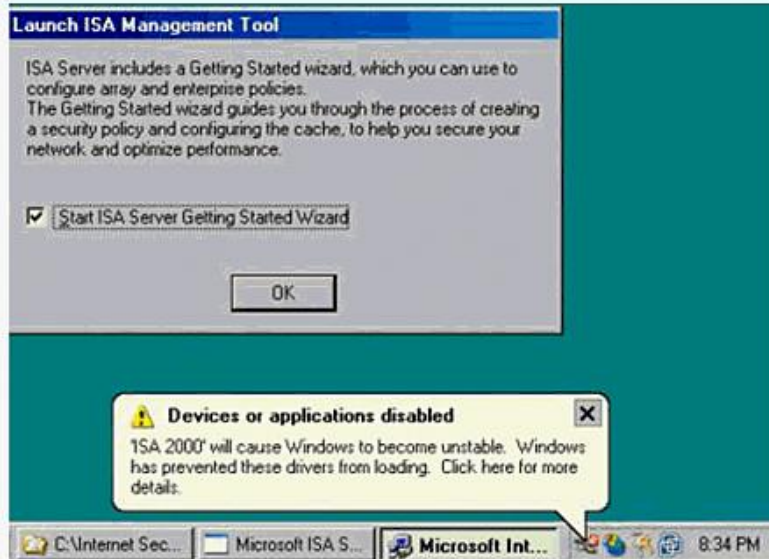 Launch ISA Management Tool
ISA Server includes a Getting Started wizard, which you can use to
configure array and enterprise policies.
The Getting Started wizard guides you through the process of creating
a security policy and configuring the cache, to help you secure your
network and optimize performance.
Start ISA Server Getting Started Wizard
OK
Devices or applications disabled
'ISA 2000' will cause Windows to become unstable. Windows
has prevented these drivers from loading. Click here for more
details.
C:\Internet Sec...
Microsoft ISA S...
Microsoft Int...
8:34 PM